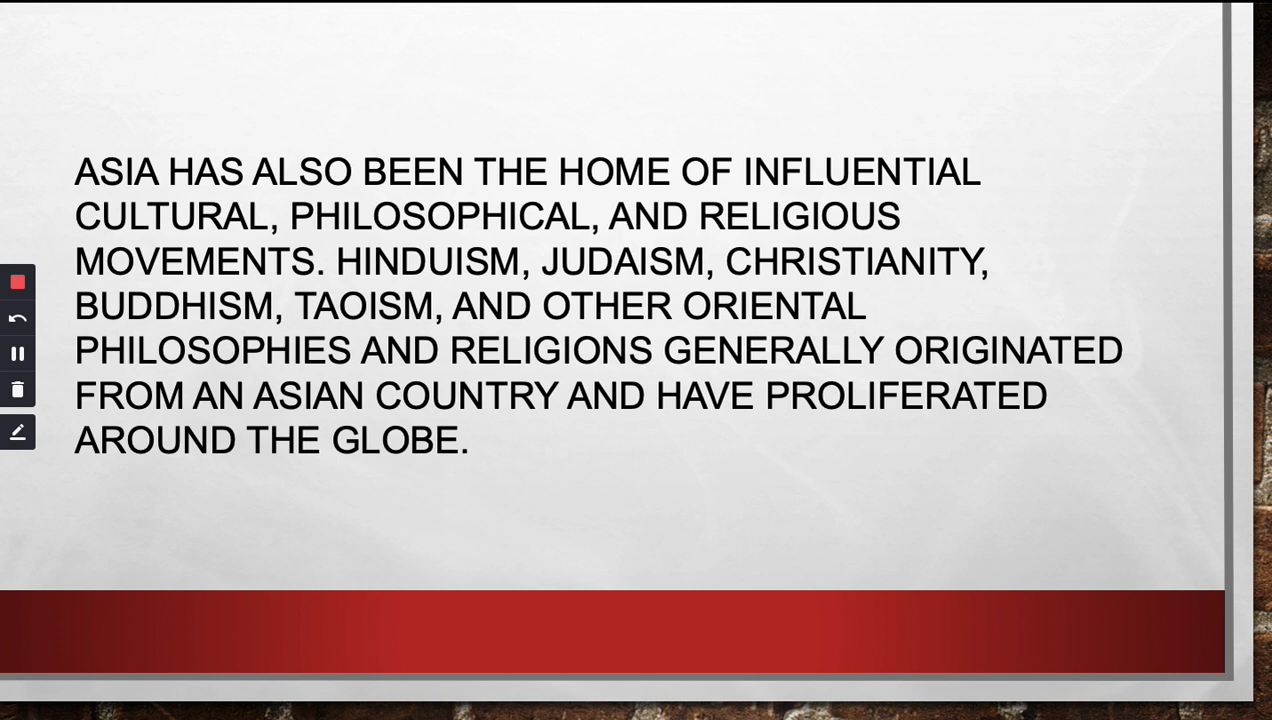 ASIA HAS ALSO BEEN THE HOME OF INFLUENTIAL
CULTURAL, PHILOSOPHICAL, AND RELIGIOUS
MOVEMENTS. HINDUISM, JUDAISM, CHRISTIANITY,
BUDDHISM, TAOISM, AND OTHER ORIENTAL
PHILOSOPHIES AND RELIGIONS GENERALLY ORIGINATED
FROM AN ASIAN COUNTRY AND HAVE PROLIFERATED
AROUND THE GLOBE.